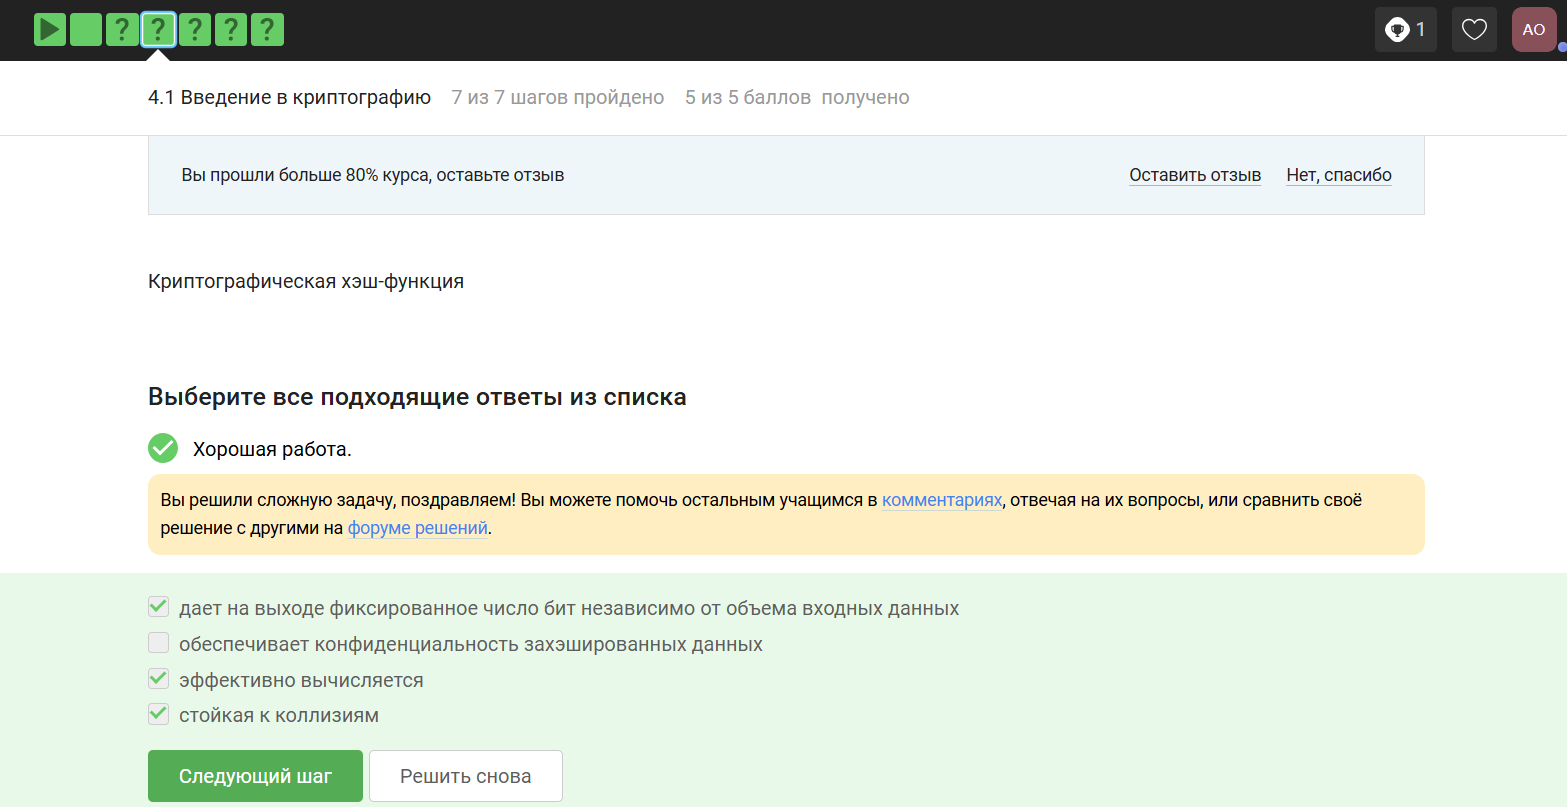 ? ? ? ? ?
1
АО
4.1 Введение в криптографию 7 из 7 шагов пройдено 5 из 5 баллов получено
Вы прошли больше 80% курса, оставьте отзыв Оставить отзыв Нет, спасибо
Криптографическая хэш-функция
Выберите все подходящие ответы из списка
Хорошая работа.
Вы решили сложную задачу, поздравляем! Вы можете помочь остальным учащимся в комментариях, отвечая на их вопросы, или сравнить своё
решение с другими на форуме решений.
дает на выходе фиксированное число бит независимо от объема входных данных
обеспечивает конфиденциальность захэшированных данных
эффективно вычисляется
стойкая к коллизиям
Следующий шаг Решить снова